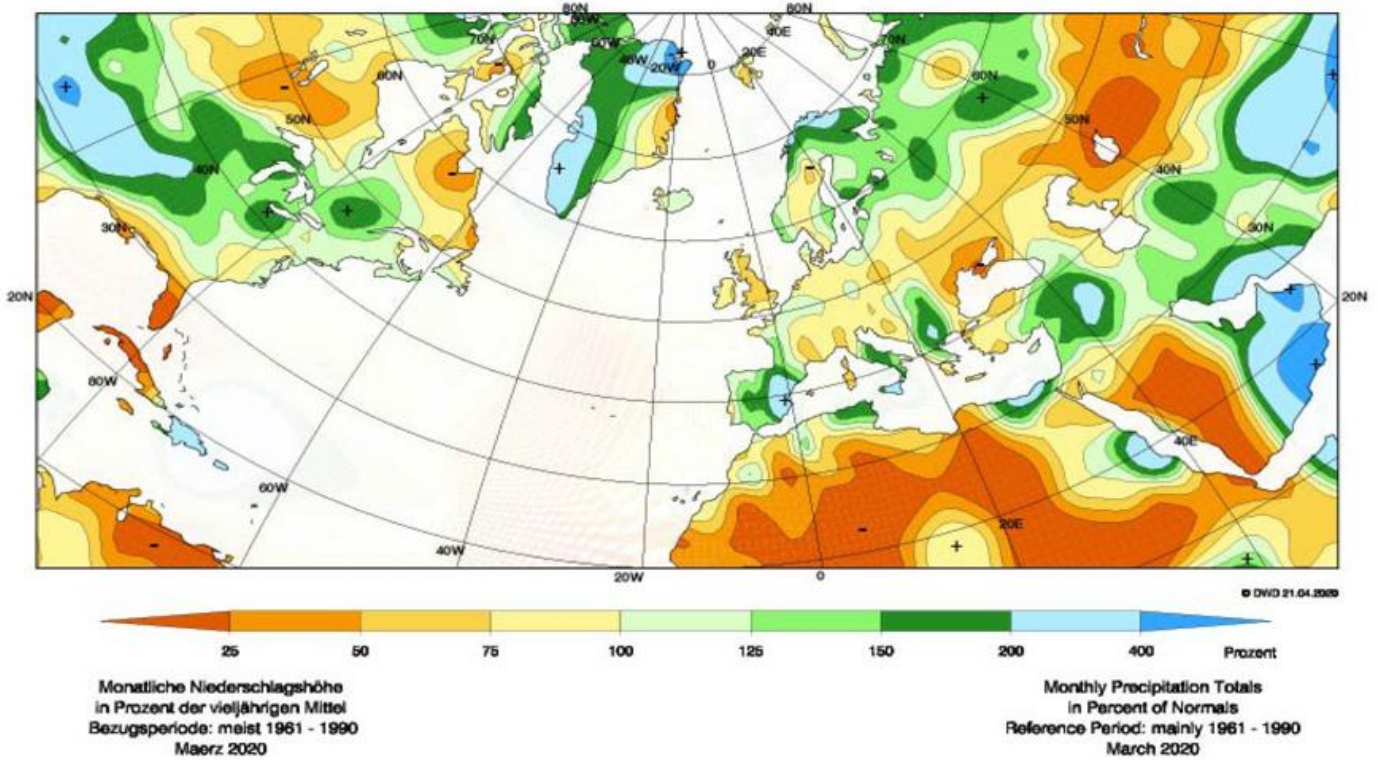 80N
80N
80W
70N
60W
40E
70N
60N
40W
20W
0
20E
60N
50N
50N
40N
40N
30N
30N
20N
20N
80W
40E
60W
20E
40W
20W
0
© DWD 21.04.2020
25 50 75 100 125 150 200 400 Prozent
Monatliche Niederschlagshöhe
in Prozent der vieljährigen Mittel
Bezugsperiode: meist 1961 - 1990
Maerz 2020
Monthly Precipitation Totals
in Percent of Normals
Reference Period: mainly 1961 - 1990
March 2020